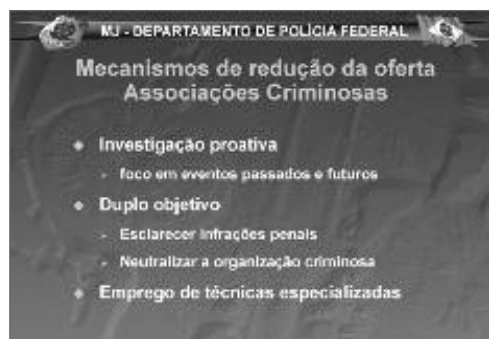 MJ - DEPARTAMENTO DE POLÍCIA FEDERAL
Mecanismos de redução da oferta
Associações Criminosas
Investigação proativa
- foco em eventos passados e futuros
Duplo objetivo
- Esclarecer infrações penais
- Neutralizar a organização criminosa
Emprego de técnicas especializadas